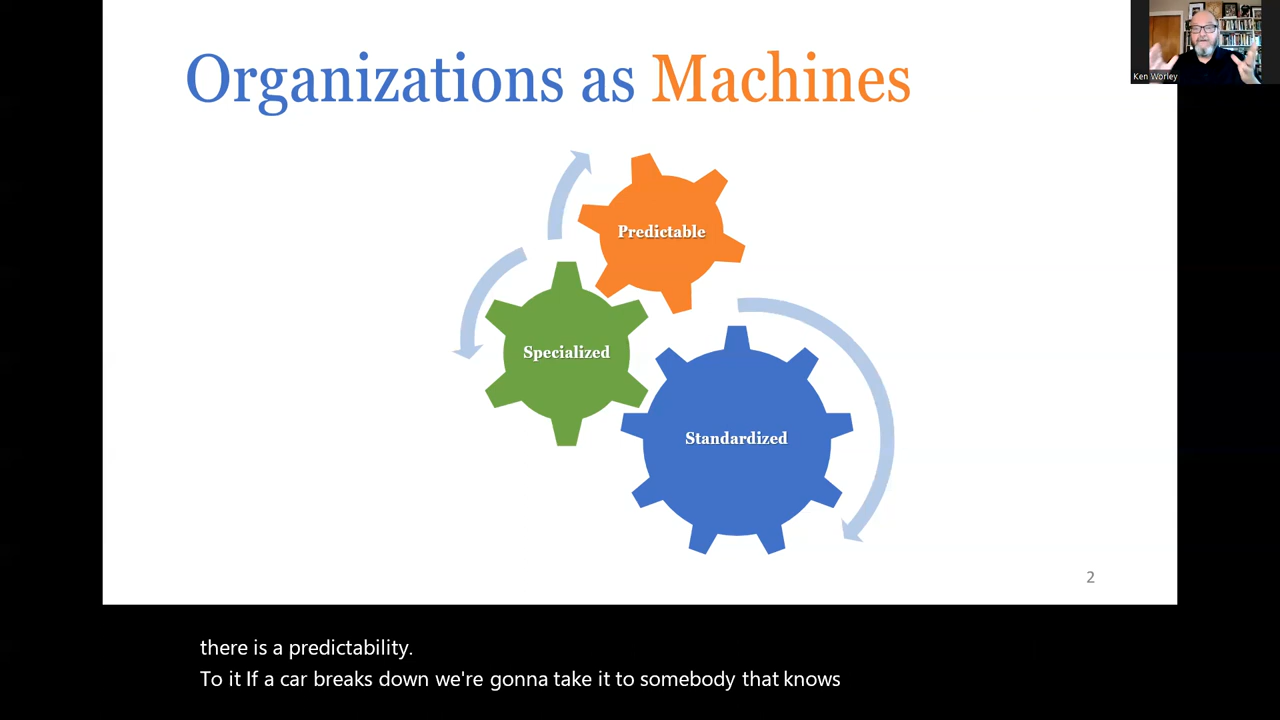 Organizations as Machines
Ken Worley
Predictable
Specialized
Standardized
2
there is a predictability.
To it If a car breaks down we're gonna take it to somebody that knows